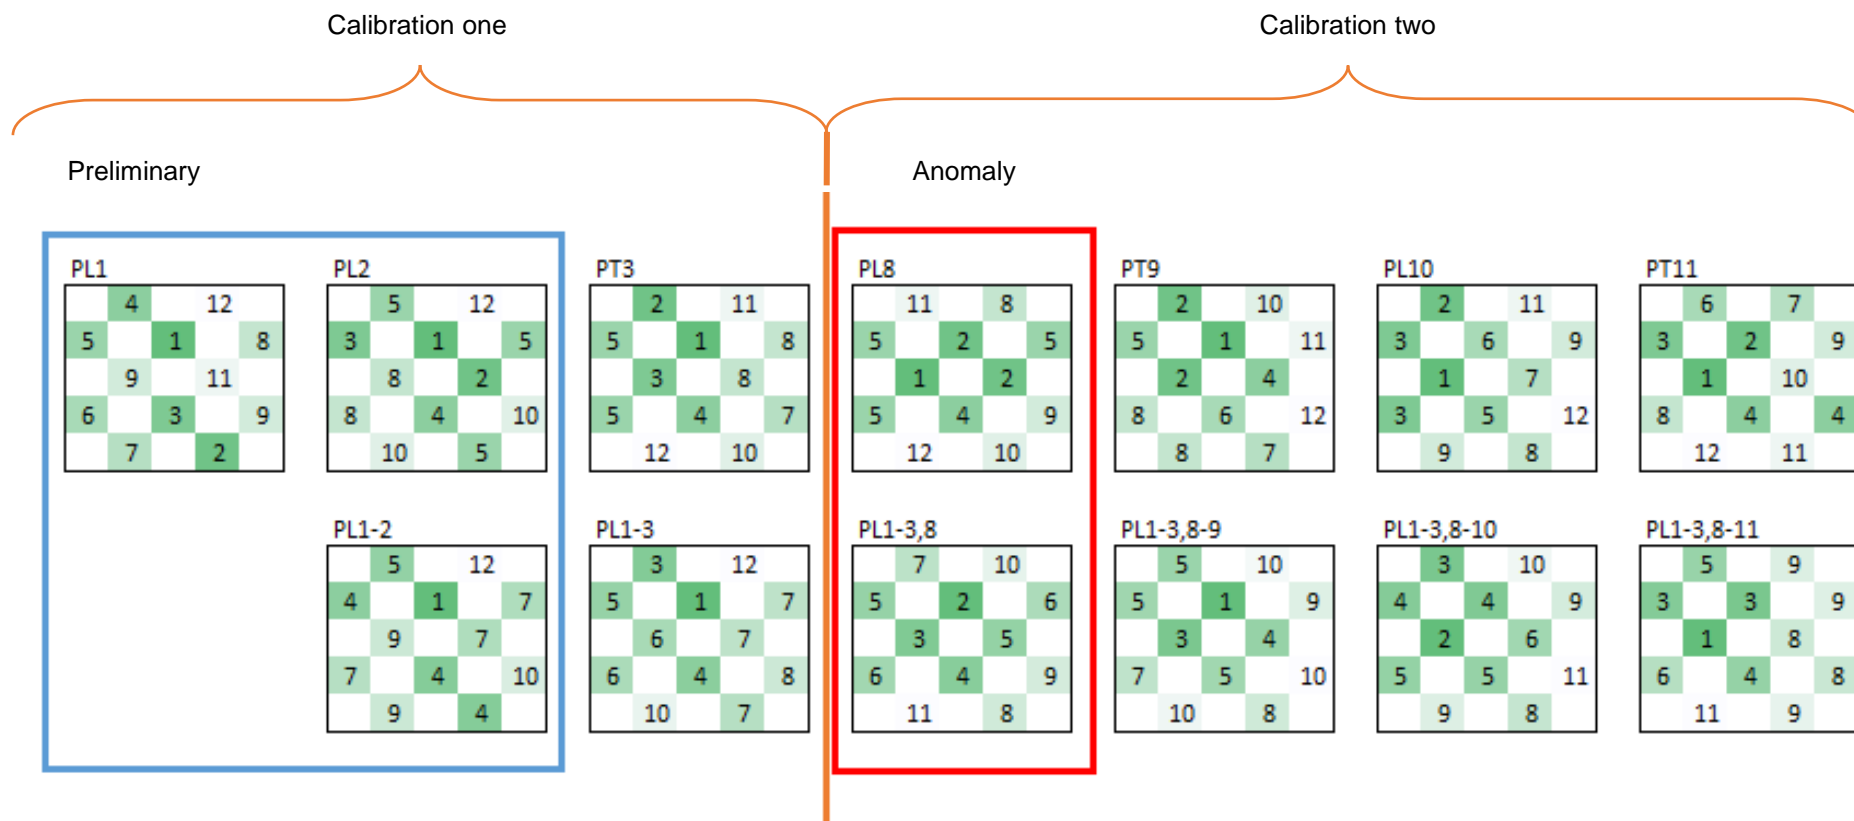 Calibration one Calibration two
Preliminary Anomaly
PL1 PL2 PT3 PL8 PT9 PL10 PT11
4 12 5 12 2 11 11 8 2 10 2 11 6 7
5 1 8 3 1 5 5 1 8 5 2 5 5 1 11 3 6 9 3 2 9
9 11 8 2 3 8 1 2 2 4 1 7 1 10
6 3 9 8 4 10 5 4 7 5 4 9 8 6 12 3 5 12 8 4 4
7 2 10 5 12 10 12 10 8 7 9 8 12 11
PL1-2 PL1-3 PL1-3,8 PL1-3,8-9 PL1-3,8-10 PL1-3,8-11
5 12 3 12 7 10 5 10 3 10 5 9
4 1 7 5 1 7 5 2 6 5 1 9 4 4 9 3 3 9
9 7 6 7 3 5 3 4 2 6 1 8
7 4 10 6 4 8 6 4 9 7 5 10 5 5 11 6 4 8
9 4 10 7 11 8 10 8 9 8 11 9